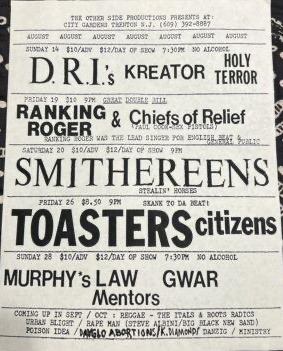 THE OTHER SIDE PRODUCTIONS PRESENTS AT:
CITY GARDENS TRENTON N.J. (609) 392-8887
AUGUST AUGUST AUGUST AUGUST AUGUST AUGUST AUGUST
SUNDAY 14 $10/ADV $12/DAY OF SHOW 7:30PM NO ALCOHOL
D.R.I.'s KREATOR HOLY TERROR
FRIDAY 19 $10 9PM GREAT DOUBLE BILL
RANKING ROGER & Chiefs of Relief
(PAUL COOK-SEX PISTOLS)
RANKING ROGER WAS THE LEAD SINGER FOR ENGLISH BEAT &
GENERAL PUBLIC
SATURDAY 20 $10/ADV $12/DAY OF SHOW 9PM
SMITHEREENS
STEALIN' HORSES
FRIDAY 26 $8.50 9PM SKANK TO DA BEAT!
TOASTERS citizens
SUNDAY 28 $10/ADV $12/DAY OF SHOW 7:30PM NO ALCOHOL
MURPHY'S LAW GWAR
Mentors
COMING UP IN SEPT / OCT : REGGAE - THE ITALS & ROOTS RADICS
URBAN BLIGHT / RAPE MAN (STEVE ALBINI/BIG BLACK NEW BAND)
POISON IDEA / DAYGLO ABORTIONS/K.DIAMOND/ DANZIG / MINISTRY